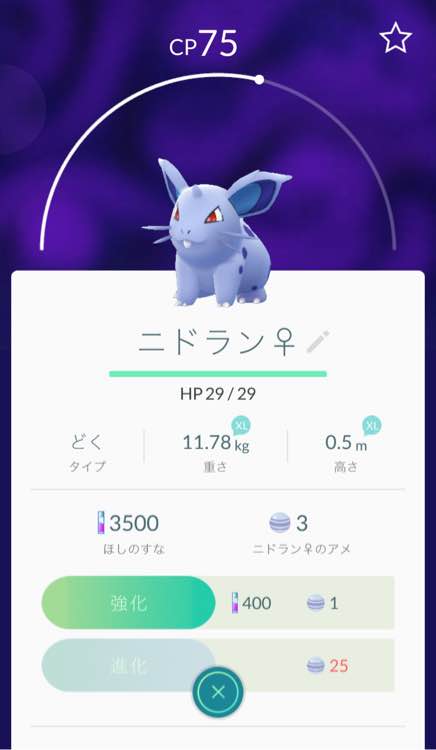 CP75
ニドラン♀
HP 29 / 29
XL XL
どく 11.78 kg 0.5 m
タイプ 重さ 高さ
3500 3
ほしのすな ニドラン♀のアメ
強化 400 1
進化 25